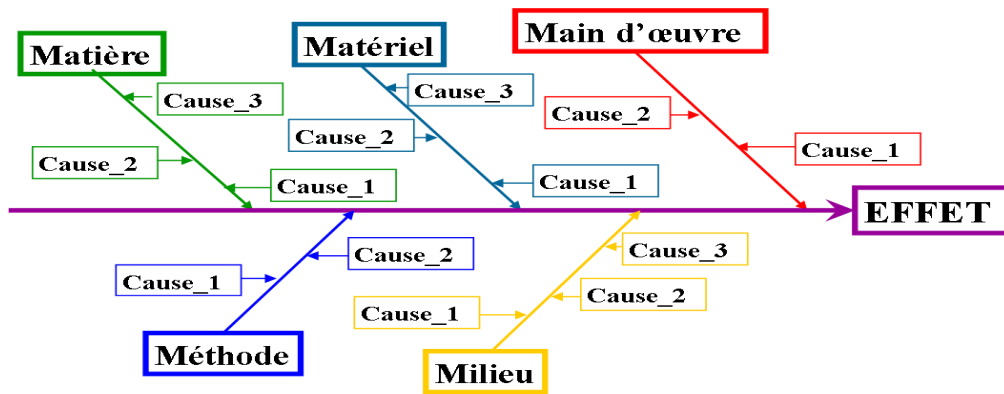 Matière
Matériel
Main d’œuvre
Cause_3
Cause_3
Cause_2
Cause_2
Cause_2
Cause_1
Cause_1
Cause_1
EFFET
Cause_1
Cause_2
Cause_3
Cause_2
Cause_1
Méthode
Milieu